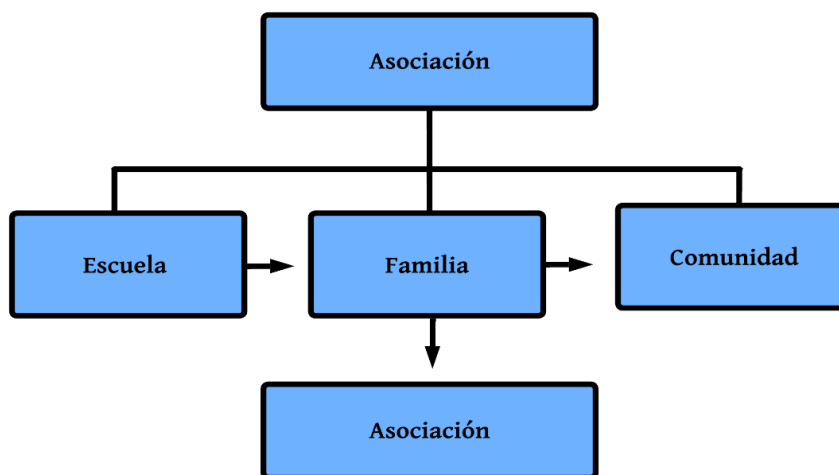 Asociación
Escuela
Familia
Comunidad
Asociación